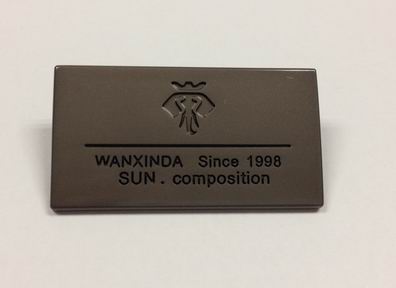 WANXINDA Since 1998
SUN . composition